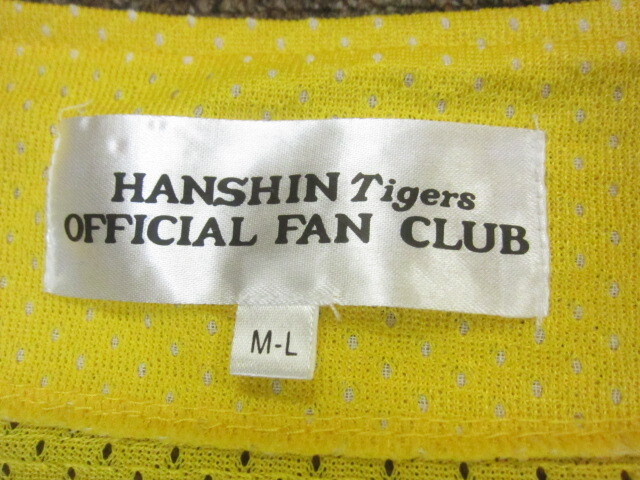 HANSHIN Tigers
OFFICIAL FAN CLUB
M-L